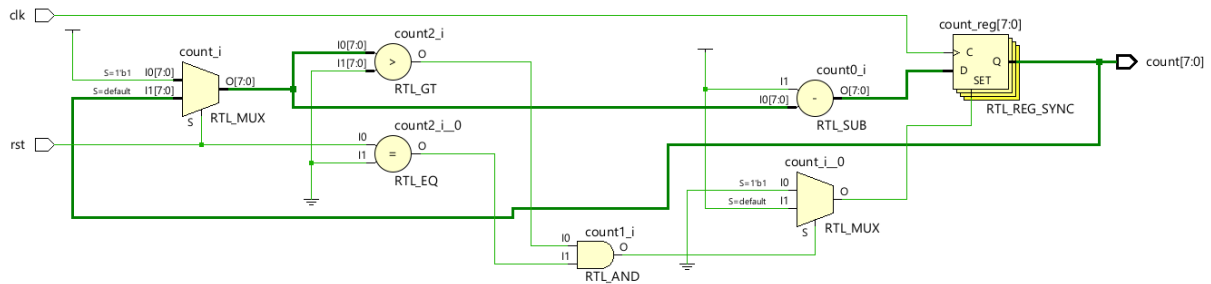 clk
count_i
S=1'b1
I0[7:0]
S=default
I1[7:0]
O[7:0]
S
RTL_MUX
rst
count2_i
I0[7:0]
I1[7:0]
O
>
RTL_GT
count2_i__0
I0
I1
O
=
RTL_EQ
count1_i
I0
I1
O
RTL_AND
count0_i
I1
I0[7:0]
O[7:0]
-
RTL_SUB
count_i__0
S=1'b1
I0
S=default
I1
O
S
RTL_MUX
count_reg[7:0]
C
D
Q
SET
RTL_REG_SYNC
count[7:0]